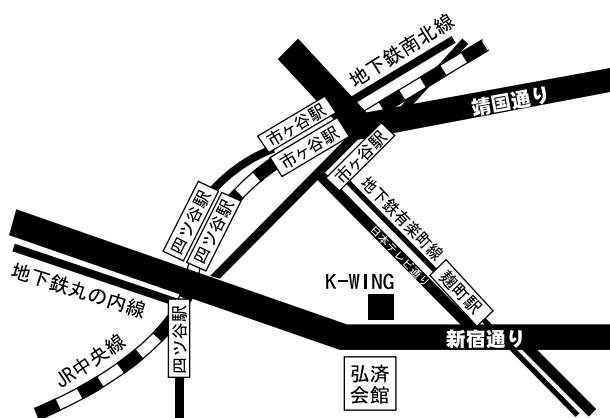 地下鉄南北線
靖国通り
市ヶ谷駅
市ヶ谷駅
市ヶ谷駅
四ツ谷駅
四ツ谷駅
地下鉄有楽町線
日本テレビ通り
麹町駅
地下鉄丸の内線
K-WING
新宿通り
四ツ谷駅
JR中央線
弘済
会館